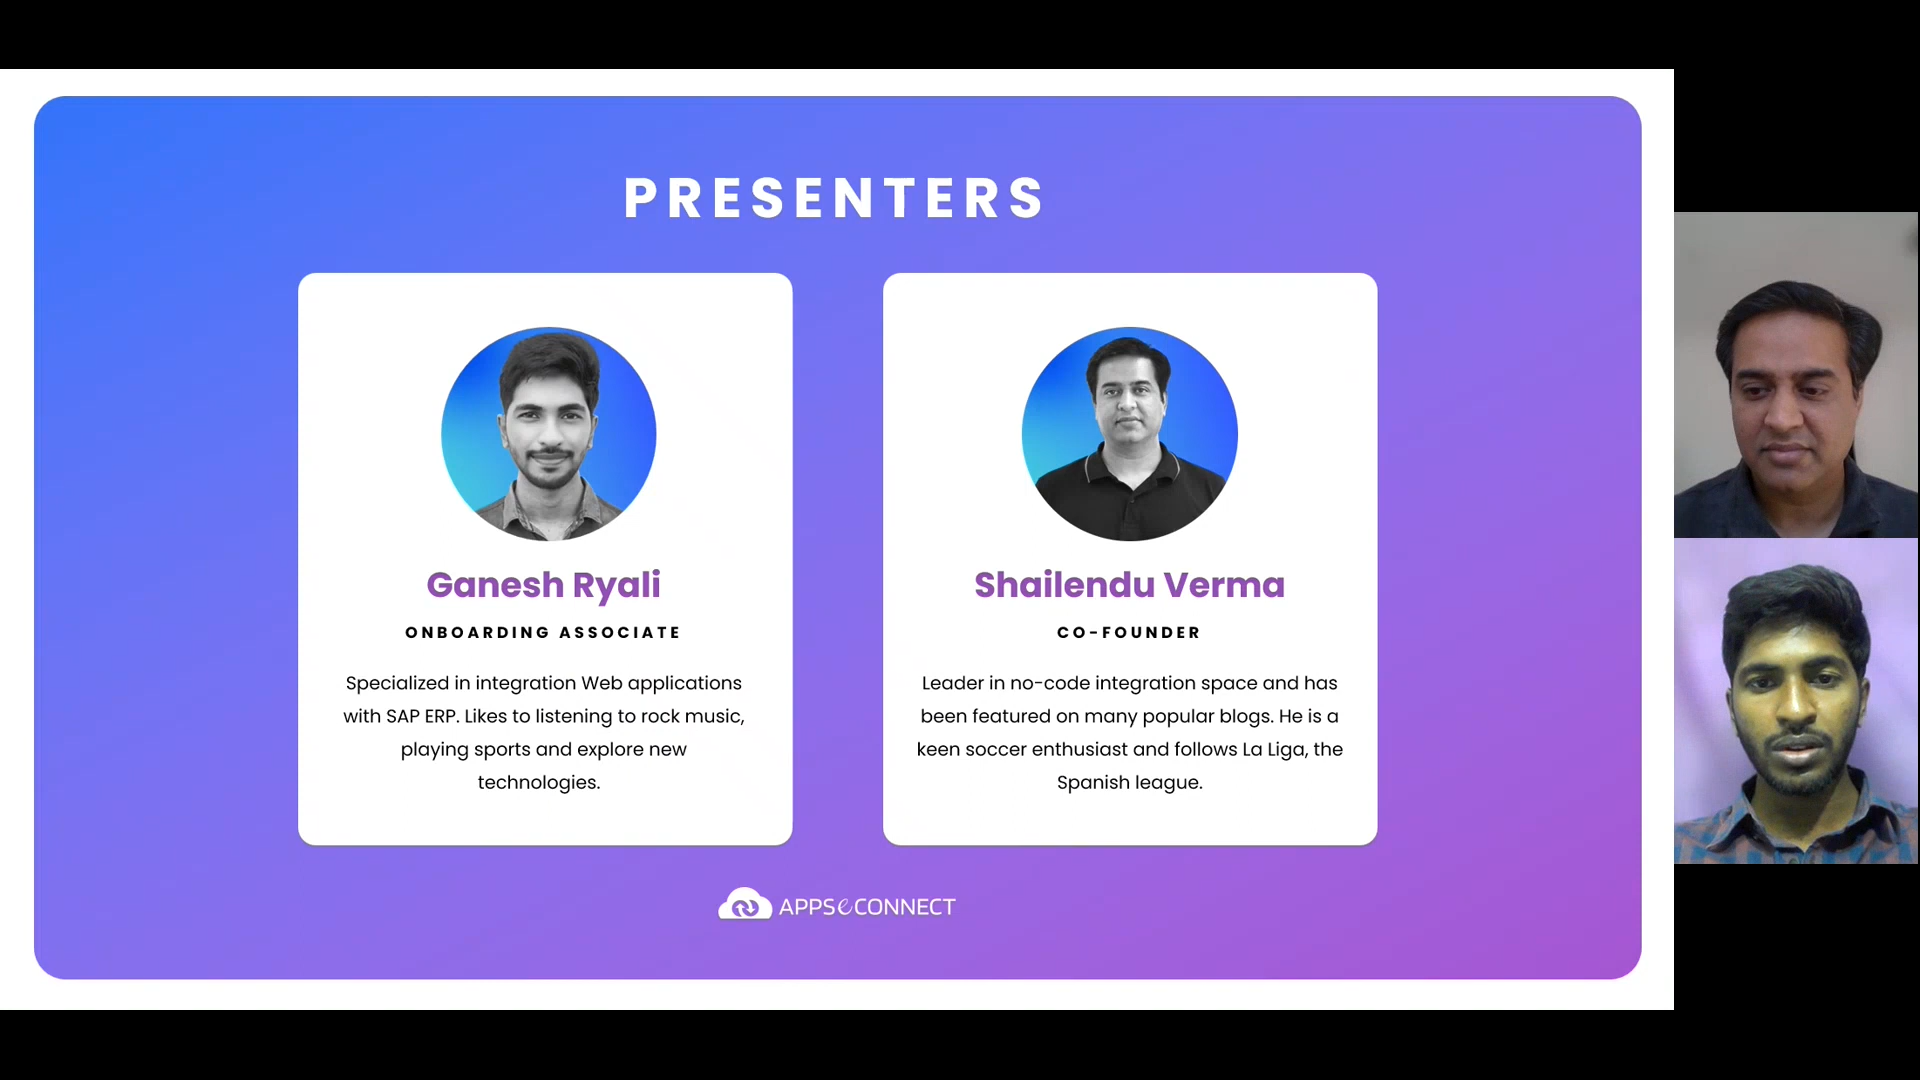 PRESENTERS
Ganesh Ryali
ONBOARDING ASSOCIATE
Specialized in integration Web applications
with SAP ERP. Likes to listening to rock music,
playing sports and explore new
technologies.
Shailendu Verma
CO-FOUNDER
Leader in no-code integration space and has
been featured on many popular blogs. He is a
keen soccer enthusiast and follows La Liga, the
Spanish league.
APPSeCONNECT